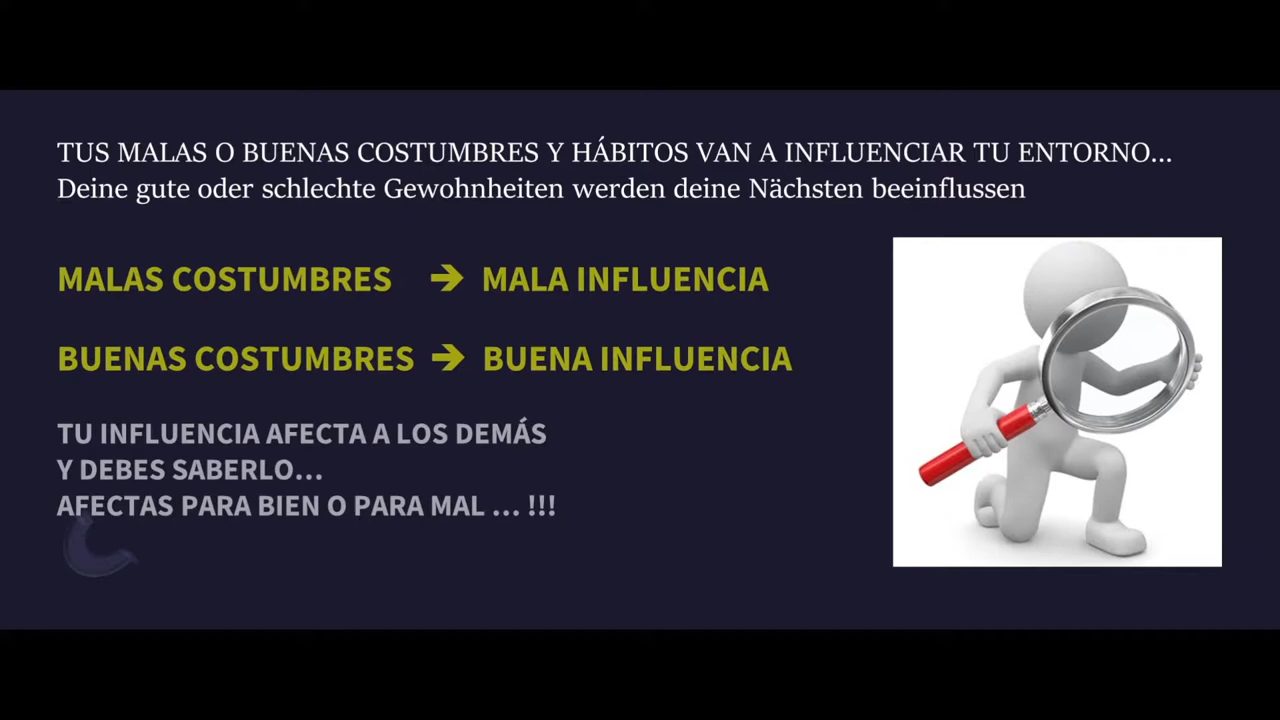 TUS MALAS O BUENAS COSTUMBRES Y HÁBITOS VAN A INFLUENCIAR TU ENTORNO...
Deine gute oder schlechte Gewohnheiten werden deine Nächsten beeinflussen
MALAS COSTUMBRES ➔ MALA INFLUENCIA
BUENAS COSTUMBRES ➔ BUENA INFLUENCIA
TU INFLUENCIA AFECTA A LOS DEMÁS
Y DEBES SABERLO...
AFECTAS PARA BIEN O PARA MAL ... !!!